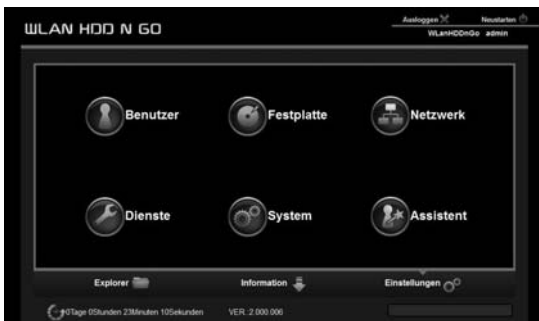 Ausloggen Neustarten
WLAN HDD N GO
WLanHDDnGo admin
Benutzer Festplatte Netzwerk
Dienste System Assistent
Explorer Information Einstellungen
0Tage 0Stunden 23Minuten 10Sekunden VER.:2.000.006